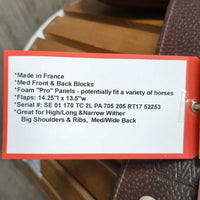 *Made in France
*Med Front & Back Blocks
*Foam "Pro" Panels - potentially fit a variety of horses
*Flaps: 14.25"l x 13.5"w
*Serial #: SE 01 170 TC 2L PA 705 205 RT17 52253
*Great for High/Long &Narrow Wither
Big Shoulders & Ribs, Med/Wide Back